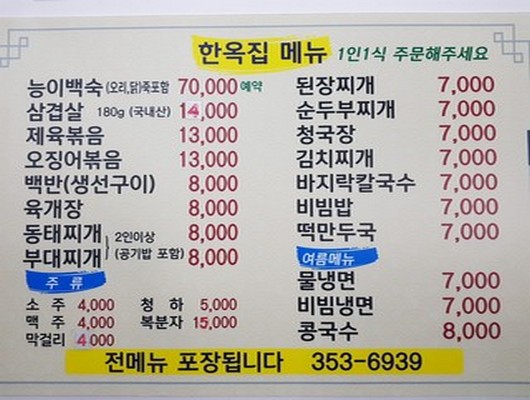 한옥집 메뉴 1인1식 주문해주세요
능이백숙(오리,닭)죽포함 70,000 예약
삼겹살 180g (국내산) 14,000
제육볶음 13,000
오징어볶음 13,000
백반(생선구이) 8,000
육개장 8,000
동태찌개 8,000
부대찌개 8,000
2인이상
(공기밥 포함)
주 류
소 주 4,000 청 하 5,000
맥 주 4,000 복분자 15,000
막걸리 4,000
된장찌개 7,000
순두부찌개 7,000
청국장 7,000
김치찌개 7,000
바지락칼국수 7,000
비빔밥 7,000
떡만두국 7,000
여름메뉴
물냉면 7,000
비빔냉면 7,000
콩국수 8,000
전메뉴 포장됩니다 353-6939